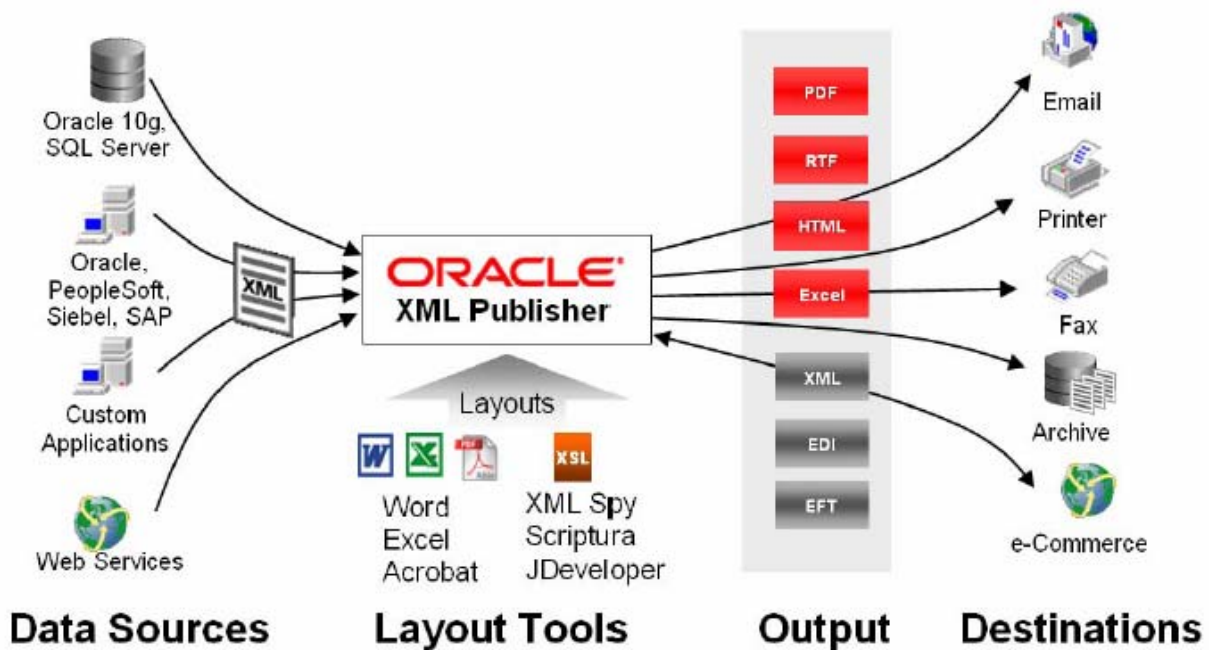 Oracle 10g,
SQL Server
Oracle,
PeopleSoft,
Siebel, SAP
Custom
Applications
Web Services
XML
ORACLE®
XML Publisher
Layouts
W
X
PDF
Adobe
Word
Excel
Acrobat
XSL
XML Spy
Scriptura
JDeveloper
PDF
RTF
HTML
Excel
XML
EDI
EFT
Email
Printer
Fax
Archive
e-Commerce
Data Sources
Layout Tools
Output
Destinations